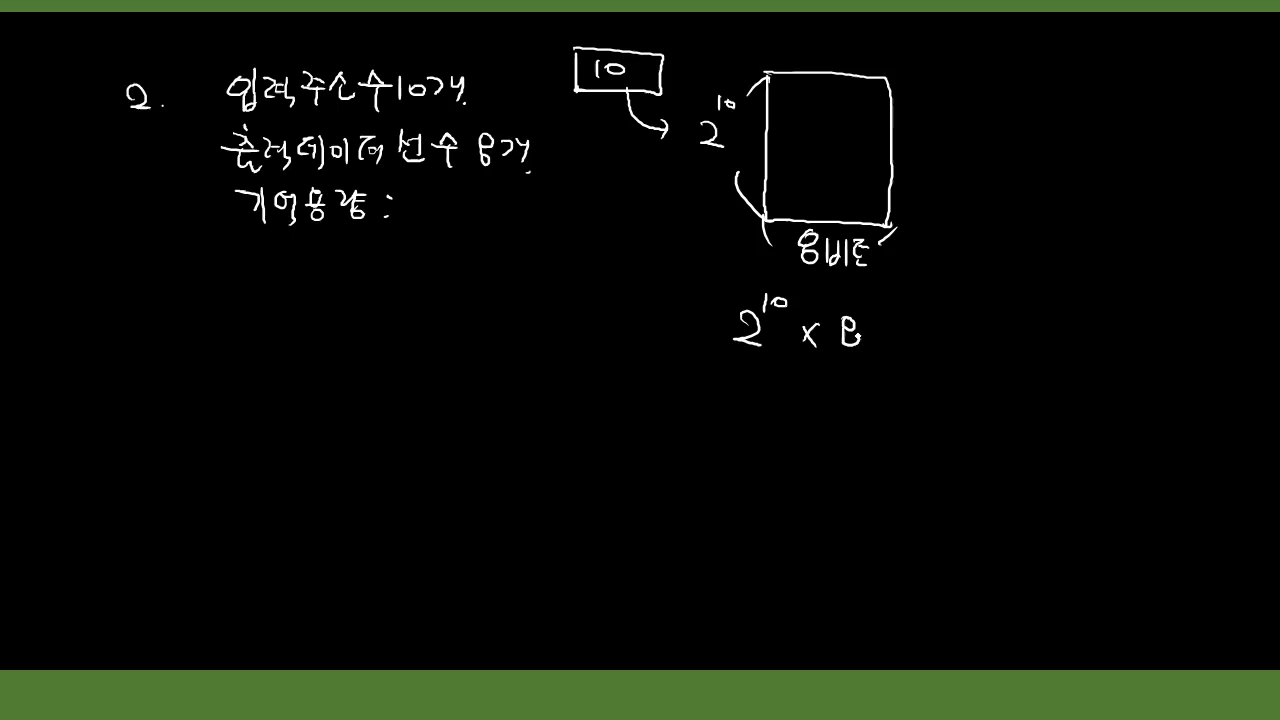 2.
입력주소수10개.
출력데이터선수 8개.
기억용량 :
10
2^10
8비트
2^10 x 8